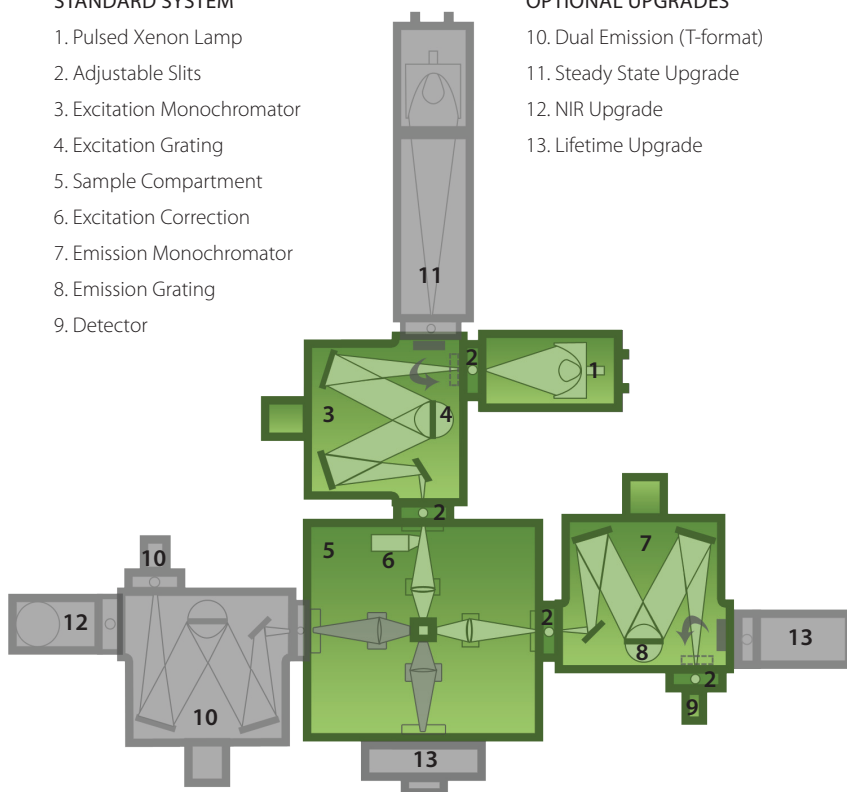 STANDARD SYSTEM
1. Pulsed Xenon Lamp
2. Adjustable Slits
3. Excitation Monochromator
4. Excitation Grating
5. Sample Compartment
6. Excitation Correction
7. Emission Monochromator
8. Emission Grating
9. Detector
OPTIONAL UPGRADES
10. Dual Emission (T-format)
11. Steady State Upgrade
12. NIR Upgrade
13. Lifetime Upgrade
11
2
1
3
4
2
5
6
7
10
12
2
8
13
2
9
10
13